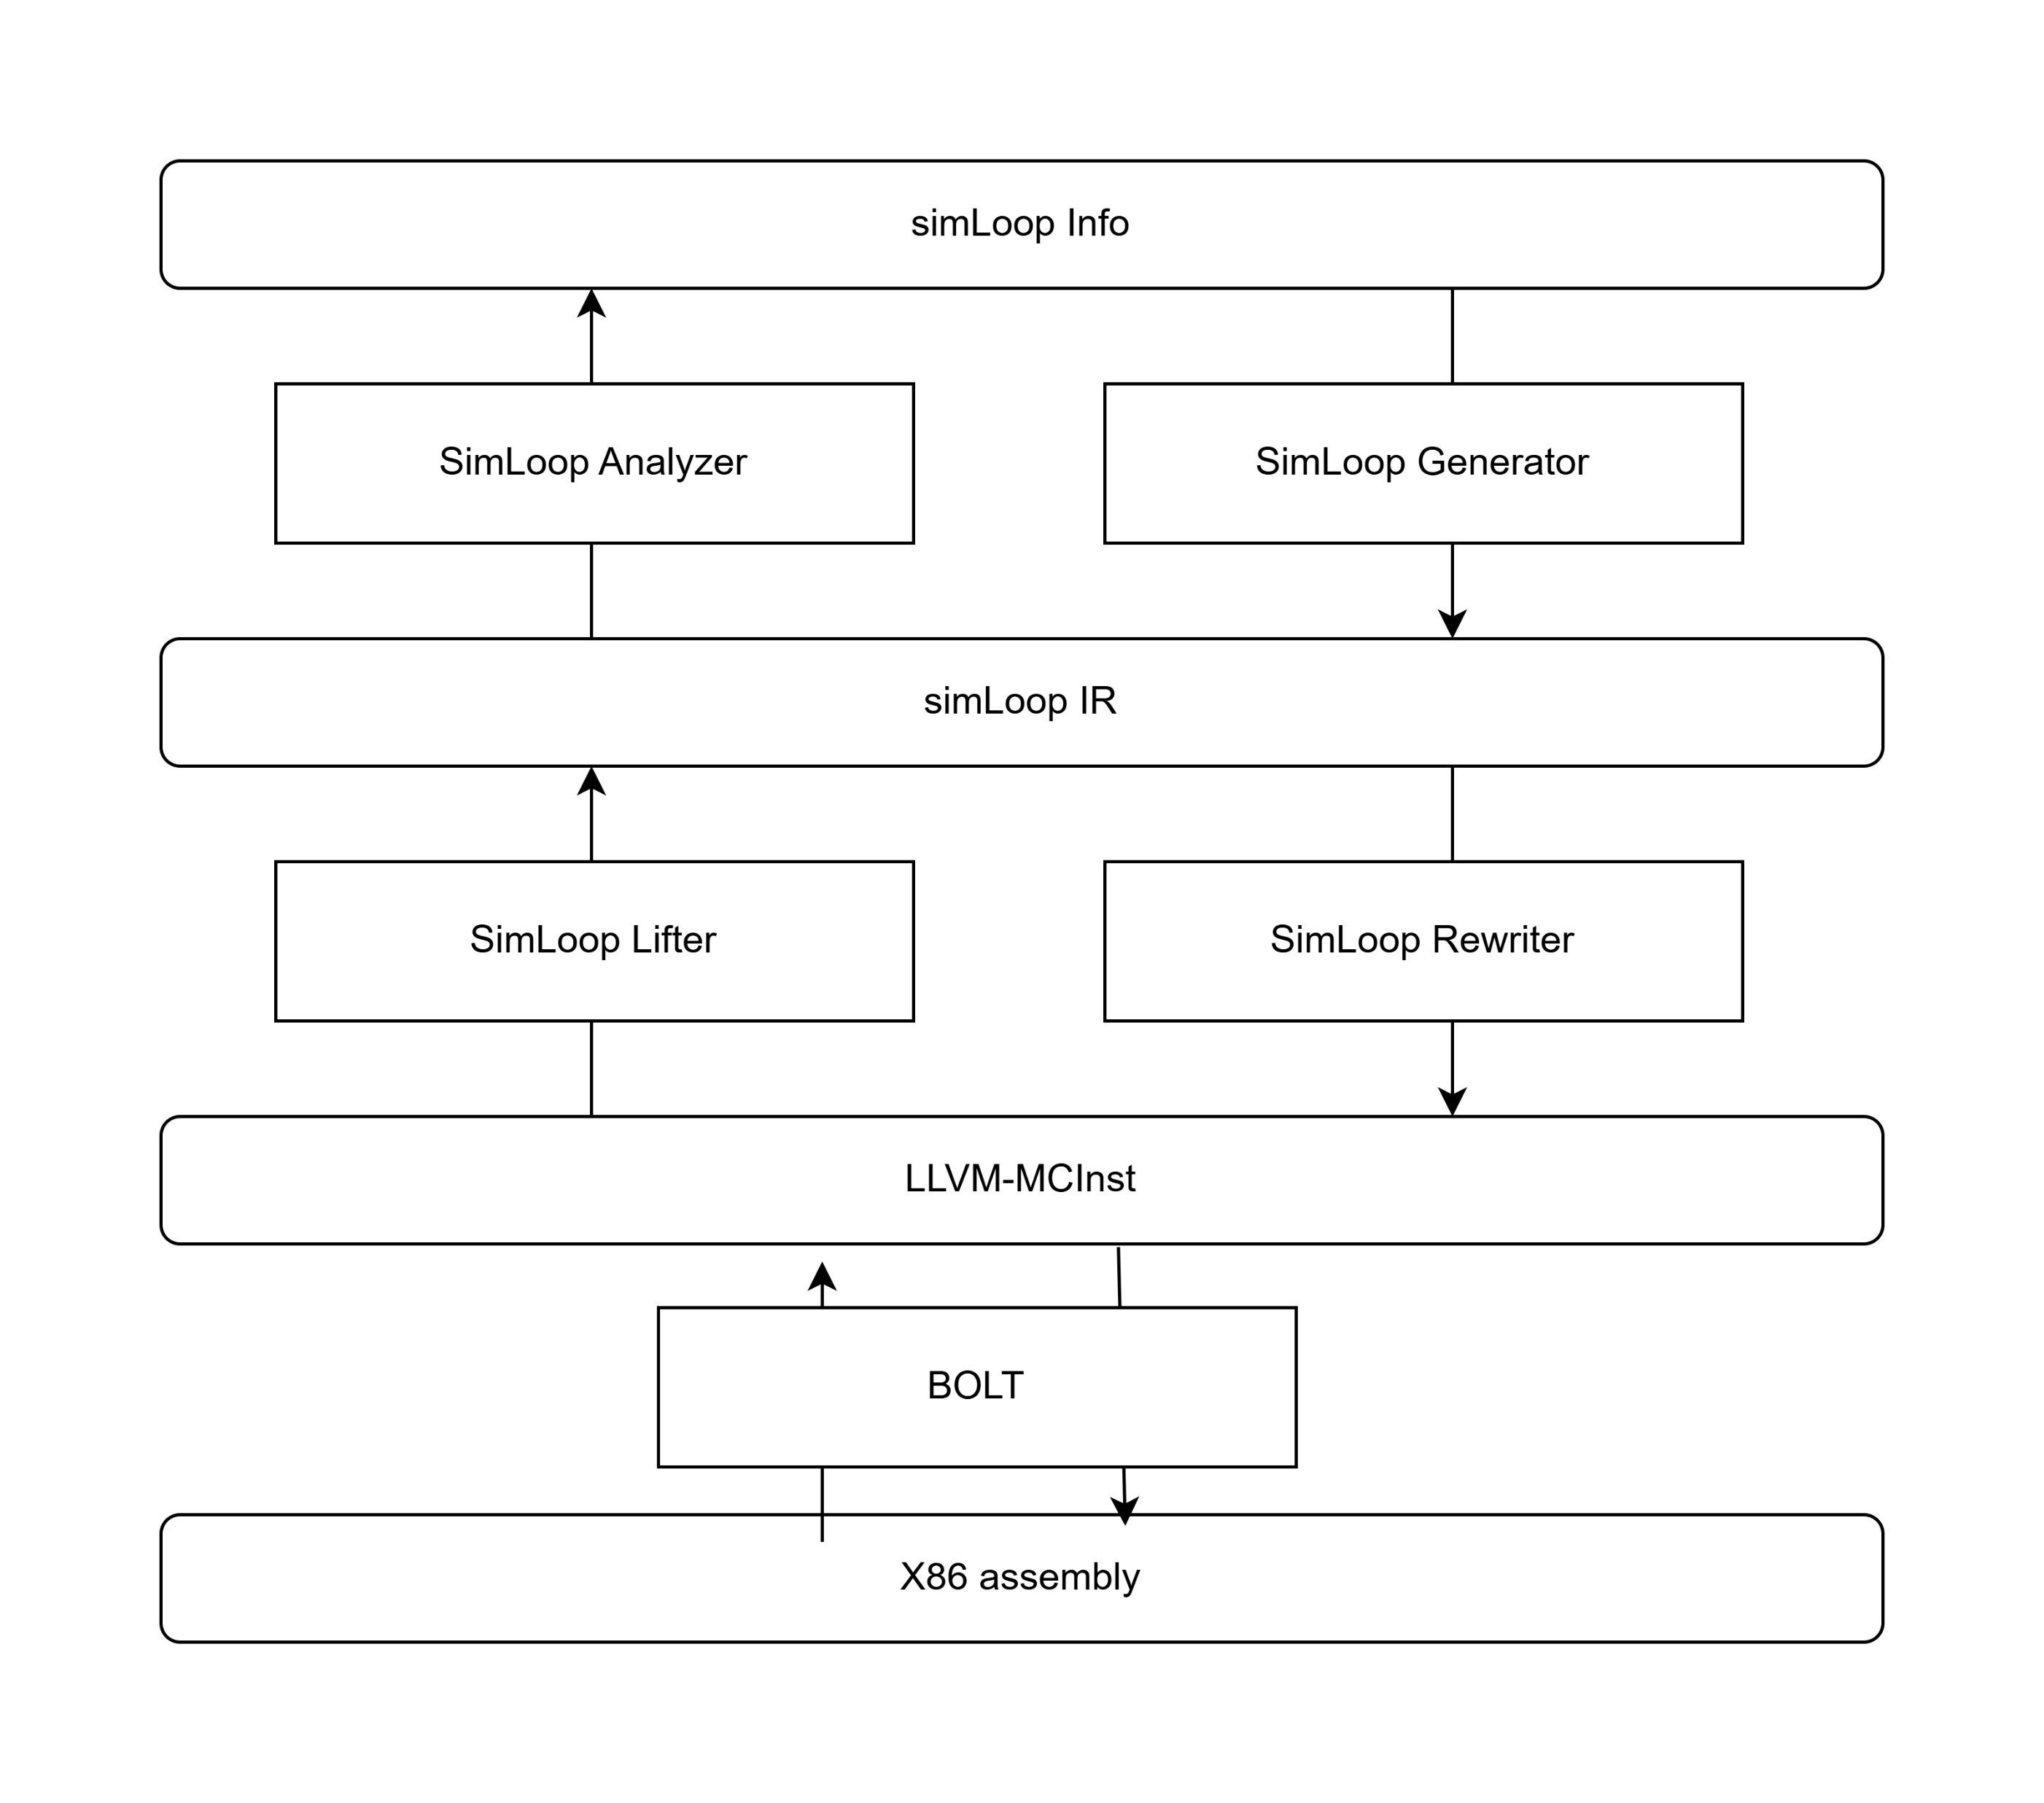 simLoop Info
SimLoop Analyzer
SimLoop Generator
simLoop IR
SimLoop Lifter
SimLoop Rewriter
LLVM-MCInst
BOLT
X86 assembly